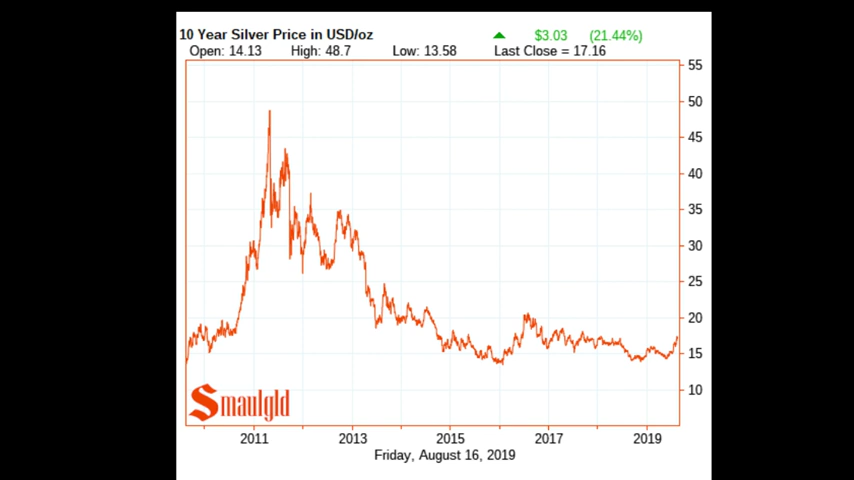 10 Year Silver Price in USD/oz ▲ $3.03 (21.44%)
Open: 14.13 High: 48.7 Low: 13.58 Last Close = 17.16
55
50
45
40
35
30
25
20
15
10
Smaulgld
2011 2013 2015 2017 2019
Friday, August 16, 2019